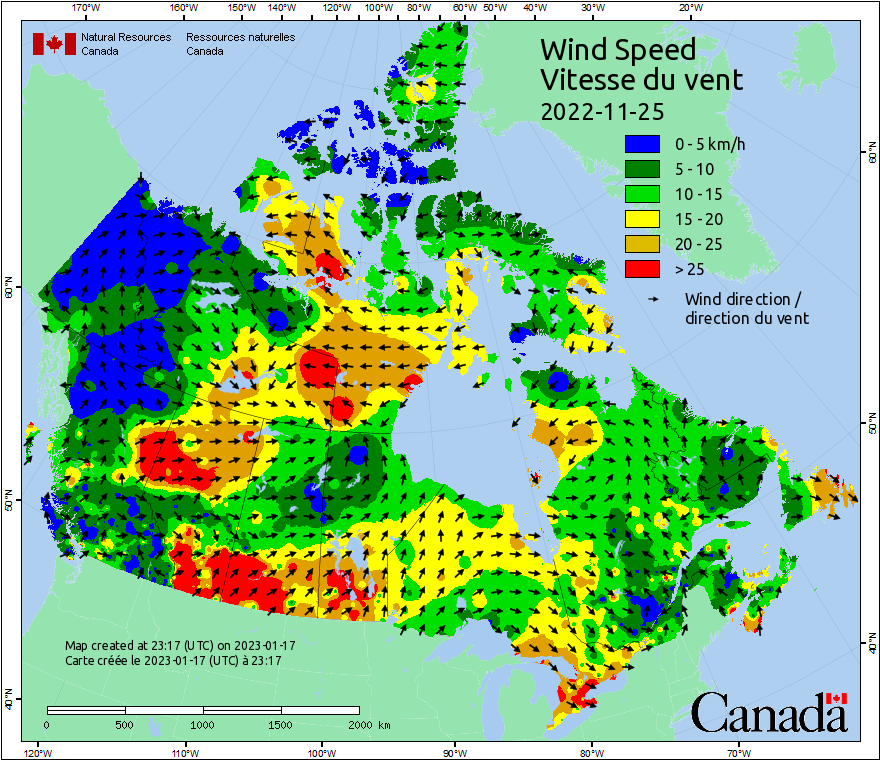 170°W 160°W 150°W 140°W 120°W 100°W 80°W 60°W 50°W 40°W 30°W 20°W
Natural Resources Ressources naturelles
Canada Canada
Wind Speed
Vitesse du vent
2022-11-25
0 - 5 km/h
5 - 10
10 - 15
15 - 20
20 - 25
> 25
Wind direction /
direction du vent
60°N 60°N
50°N 50°N
40°N 40°N
Map created at 23:17 (UTC) on 2023-01-17
Carte créée le 2023-01-17 (UTC) à 23:17
0 500 1000 1500 2000 km
Canada
120°W 110°W 100°W 90°W 80°W 70°W